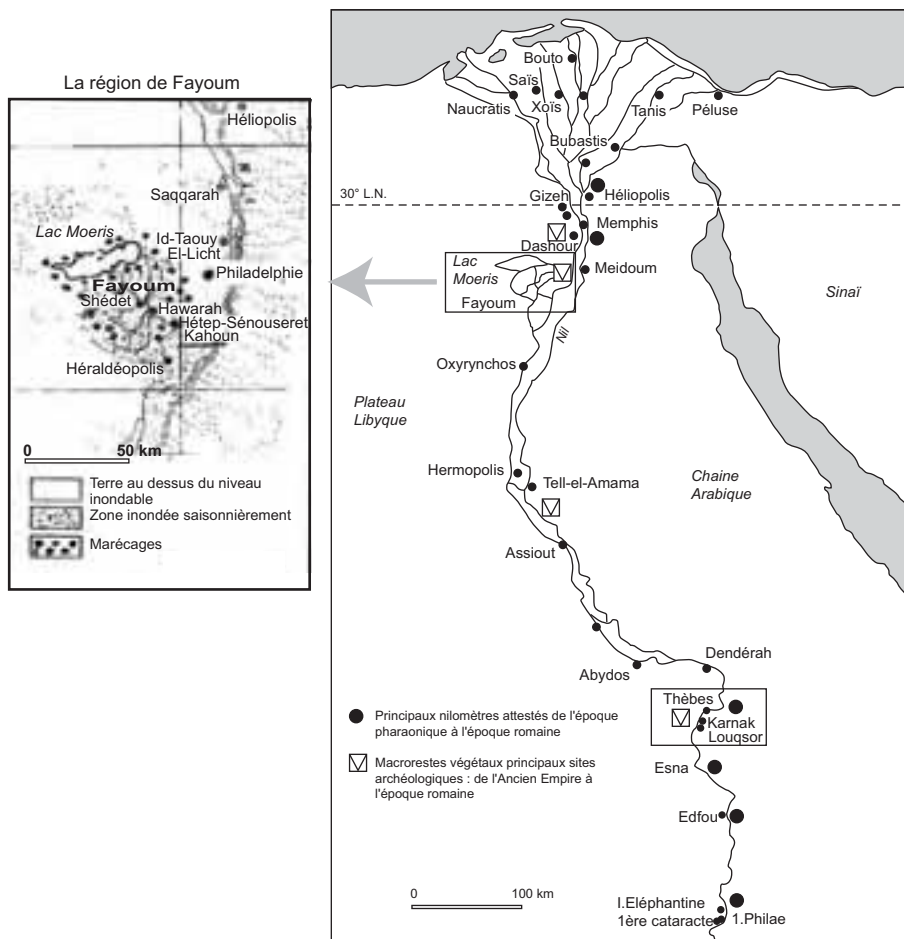 La région de Fayoum
Héliopolis
Saqqarah
Lac Moeris
Id-Taouy
El-Licht
Philadelphie
Fayoum
Shédet
Hawarah
Hétep-Sénouseret
Kahoun
Héraldéopolis
0 50 km
Terre au dessus du niveau
inondable
Zone inondée saisonnièrement
Marécages
Bouto
Saïs
Xoïs
Naucràtis
Tanis
Péluse
Bubastis
30° L.N.
Gizeh
Héliopolis
Memphis
Dashour
Lac
Moeris
Meidoum
Fayoum
Sinaï
Nil
Oxyrynchos
Plateau
Libyque
Hermopolis
Tell-el-Amama
Chaine
Arabique
Assiout
Abydos
Dendérah
Thèbes
Karnak
Louqsor
Principaux nilomètres attestés de l'époque
pharaonique à l'époque romaine
Macrorestes végétaux principaux sites
archéologiques : de l'Ancien Empire à
l'époque romaine
Esna
Edfou
0 100 km
I.Eléphantine
1ère cataracte
1.Philae